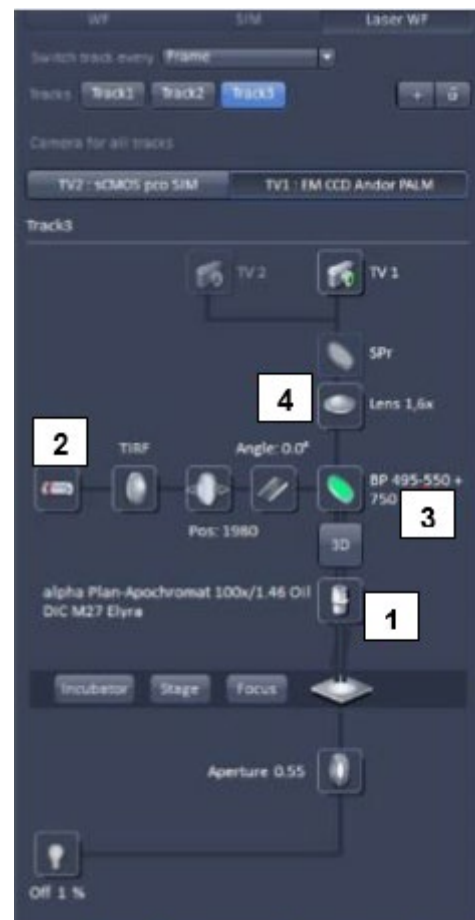 WF SIM Laser WF
Switch track every Frame
Tracks Track1 Track2 Track3 +
Camera for all tracks
TV2 : sCMOS pco SIM TV1 : EM CCD Andor PALM
Track3
TV 2 TV 1
SPr
4 Lens 1,6x
2 TIRF Angle: 0.0°
BP 495-550 +
750
3
Pos: 1980
3D
alpha Plan-Apochromat 100x/1.46 Oil
DIC M27 Elyra
1
Incubator Stage Focus
Aperture 0.55
Off 1 %